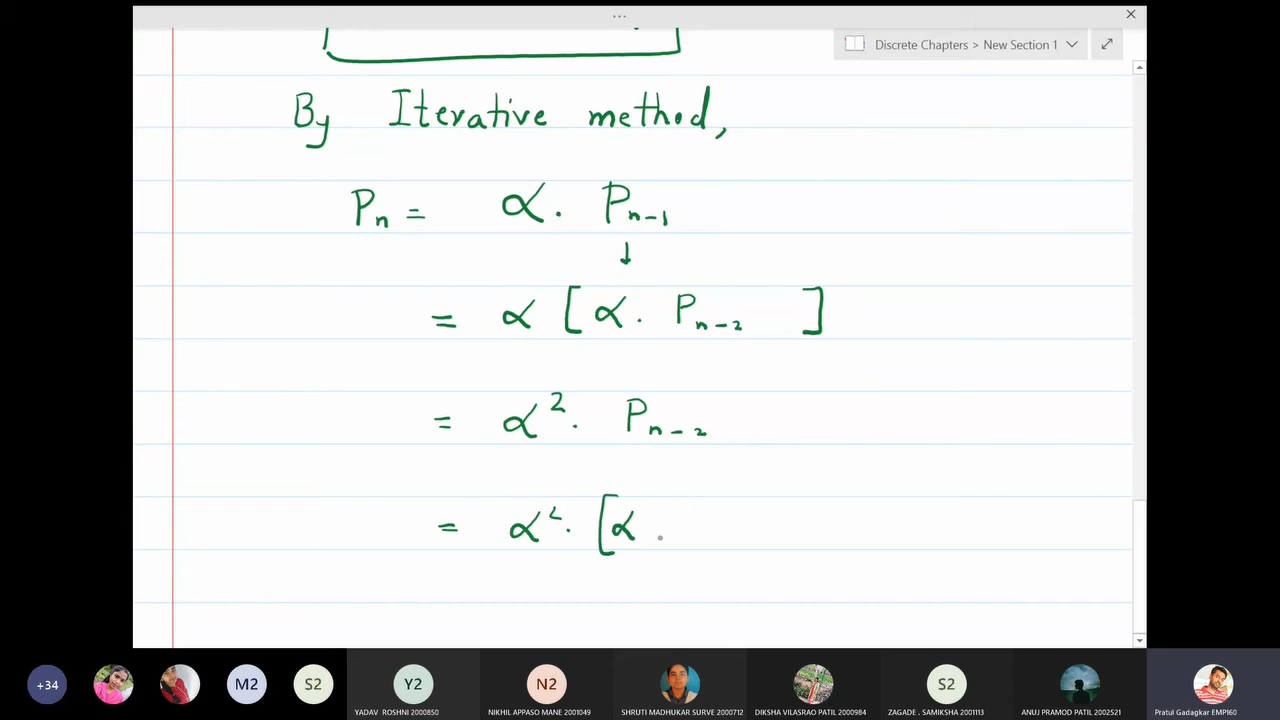 Discrete Chapters > New Section 1
By Iterative method,
Pₙ = α. Pₙ₋₁
↓
= α [ α. Pₙ₋₂ ]
= α². Pₙ₋₂
= α². [ α
+34
M2
S2
Y2
N2
S2
YADAV ROSHNI 2000850
NIKHIL APPASO MANE 2001049
SHRUTI MADHUKAR SURVE 2000712
DIKSHA VILASRAO PATIL 2000984
ZAGADE . SAMIKSHA 2001113
ANUJ PRAMOD PATIL 2002521
Pratul Gadagkar EMP160